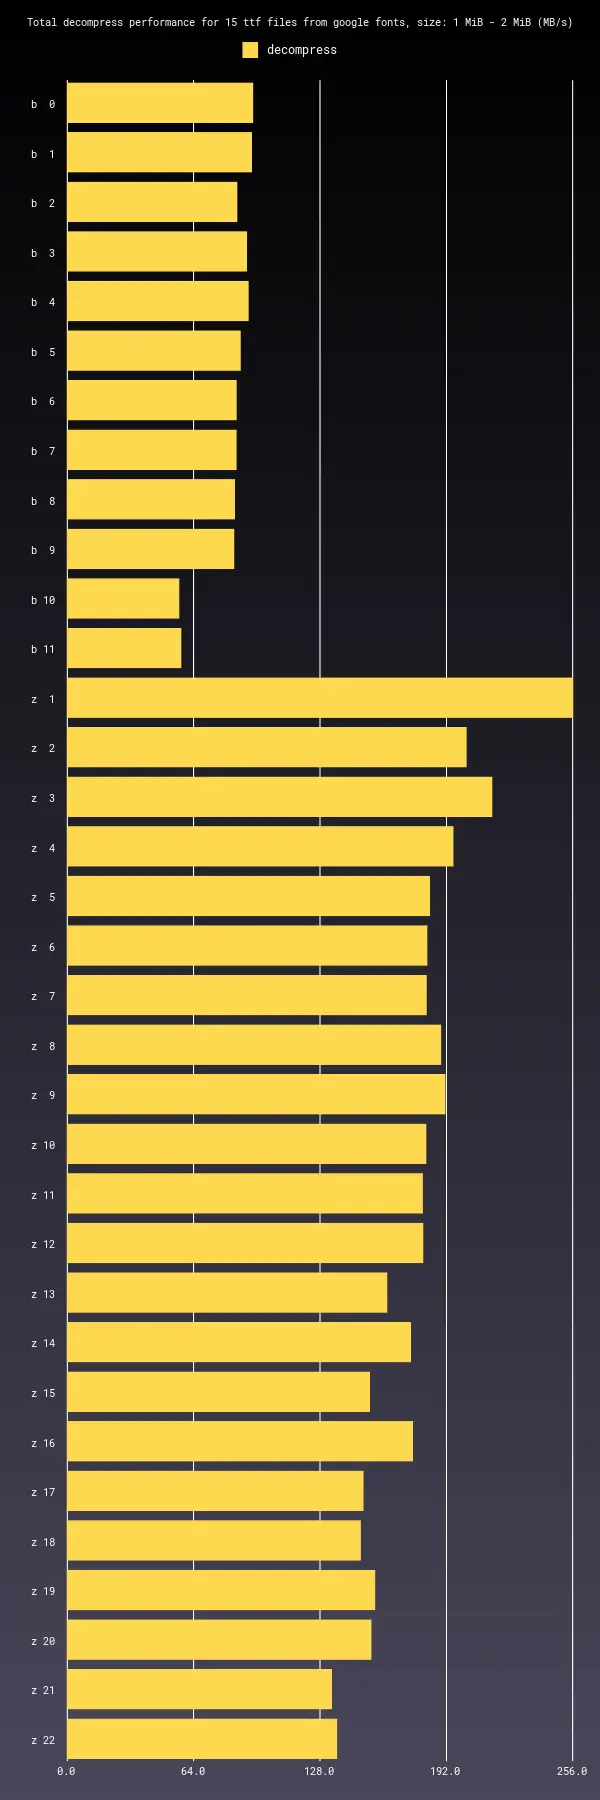 Total decompress performance for 15 ttf files from google fonts, size: 1 MiB - 2 MiB (MB/s)
decompress
b 0
b 1
b 2
b 3
b 4
b 5
b 6
b 7
b 8
b 9
b 10
b 11
z 1
z 2
z 3
z 4
z 5
z 6
z 7
z 8
z 9
z 10
z 11
z 12
z 13
z 14
z 15
z 16
z 17
z 18
z 19
z 20
z 21
z 22
0.0 64.0 128.0 192.0 256.0